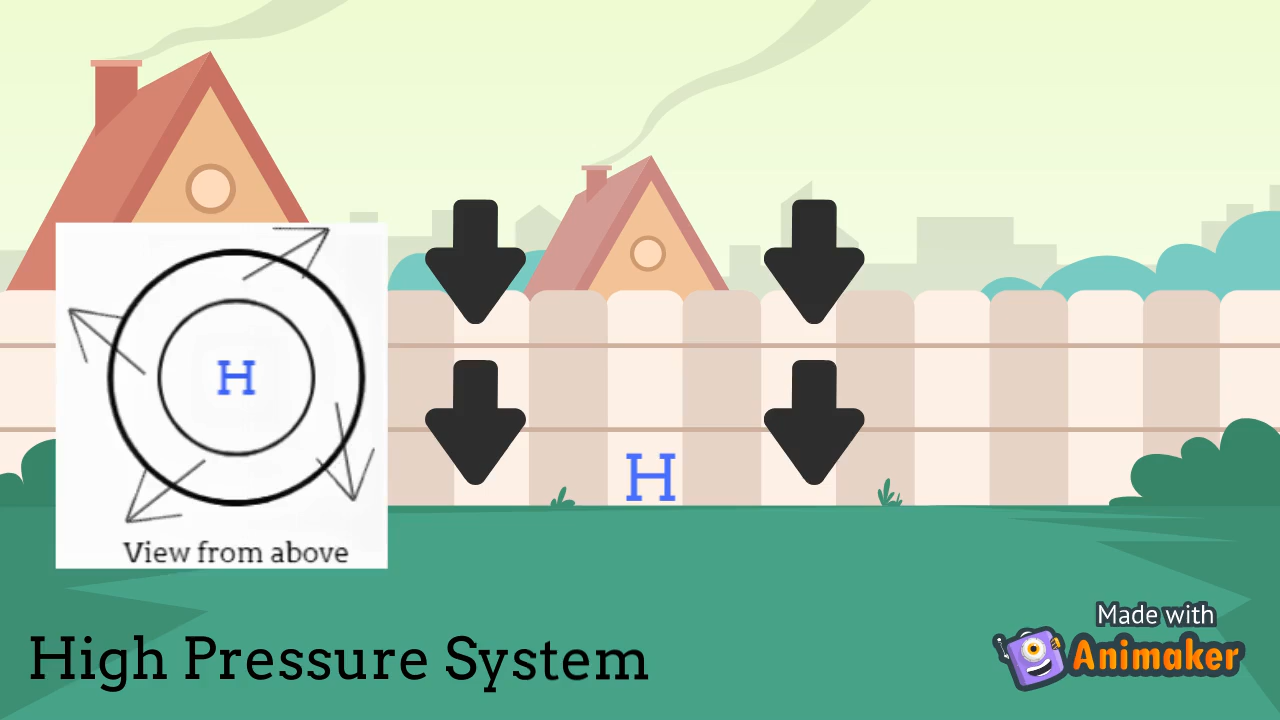 H
View from above
H
High Pressure System
Made with
Animaker